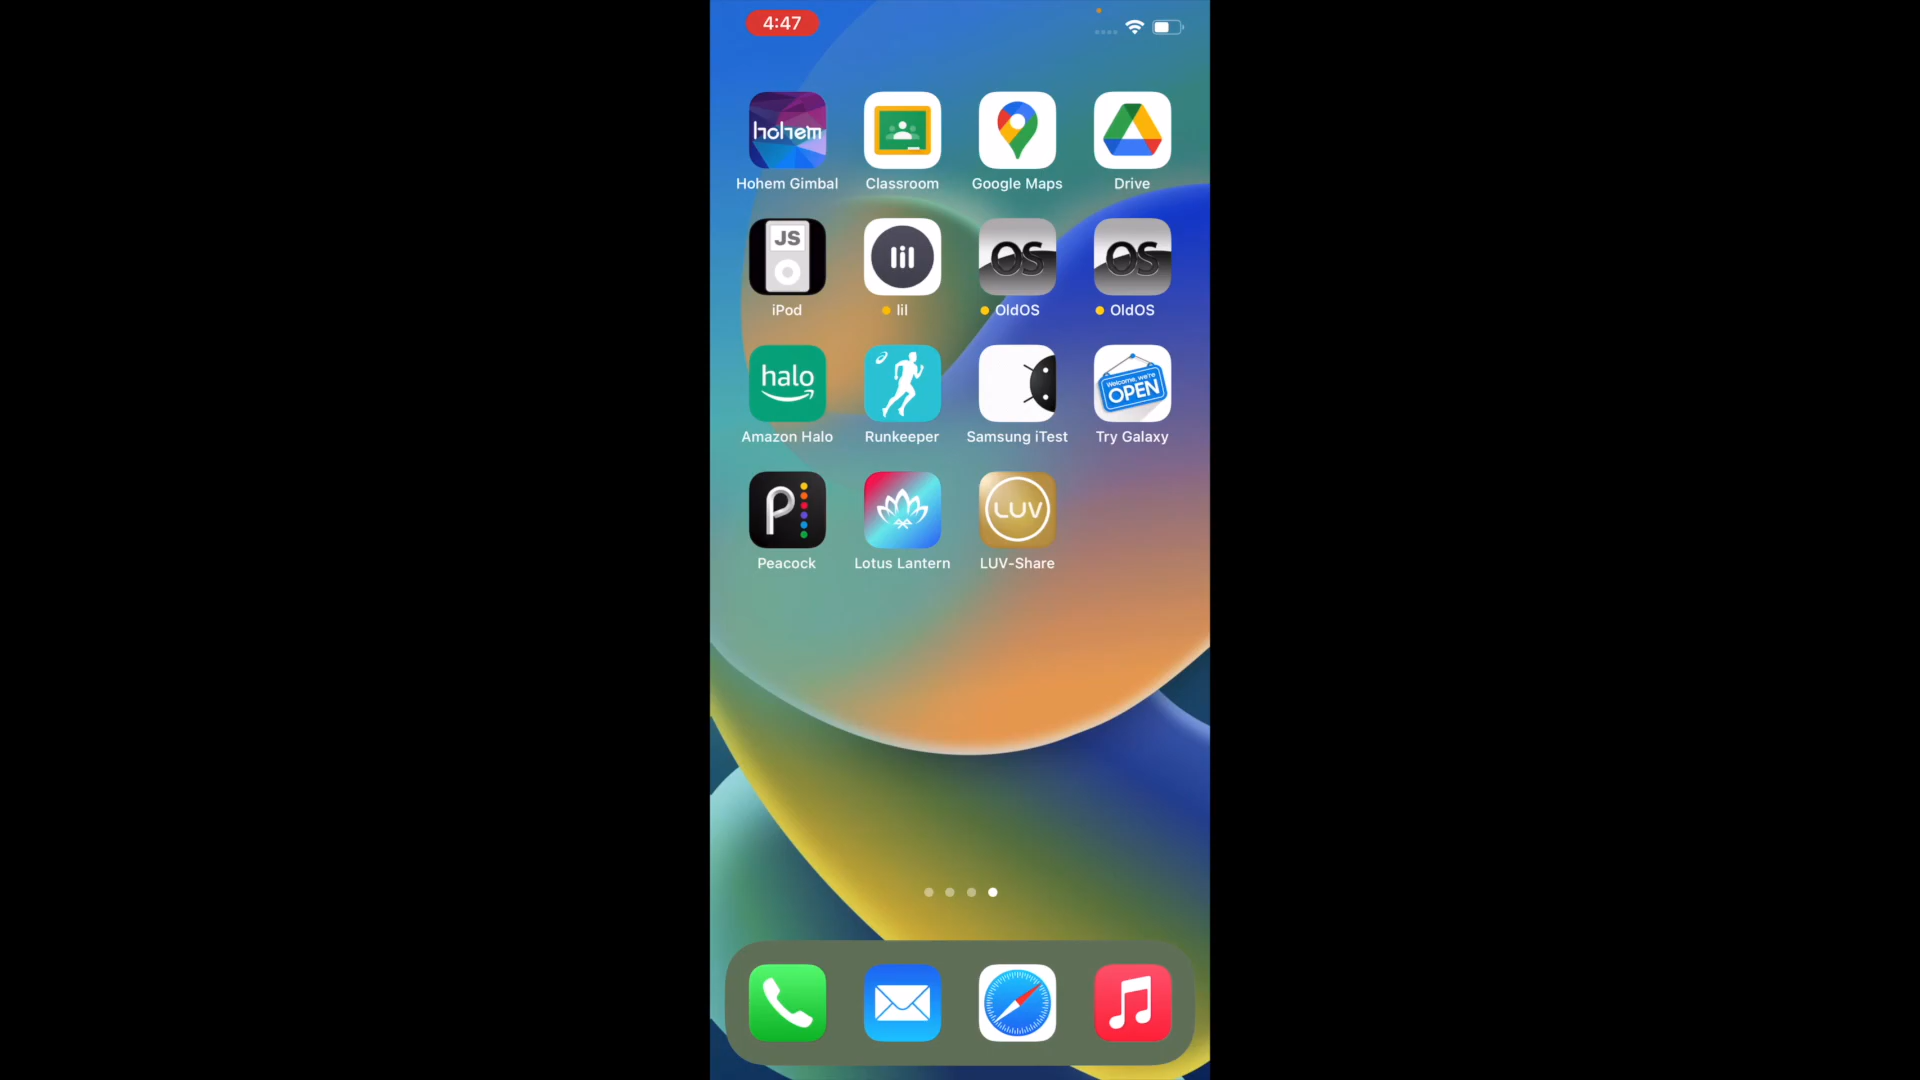 4:47
hohem
Hohem Gimbal
Classroom
Google Maps
Drive
JS
iPod
lil
lil
OS
OldOS
OS
OldOS
halo
Amazon Halo
Runkeeper
Samsung iTest
Welcome, we're
OPEN
Try Galaxy
P
Peacock
Lotus Lantern
LUV
LUV-Share